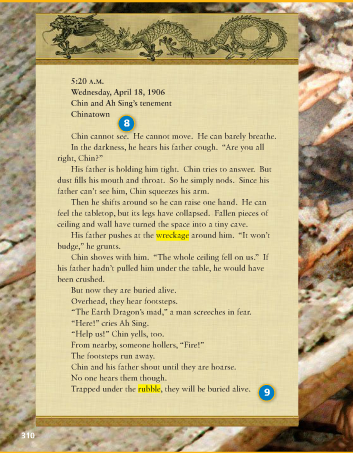 5:20 A.M.
Wednesday, April 18, 1906
Chin and Ah Sing's tenement
Chinatown
8
Chin cannot see. He cannot move. He can barely breathe.
In the darkness, he hears his father cough. "Are you all
right, Chin?"
His father is holding him tight. Chin tries to answer. But
dust fills his mouth and throat. So he simply nods. Since his
father can't see him, Chin squeezes his arm.
Then he shifts around so he can raise one hand. He can
feel the tabletop, but its legs have collapsed. Fallen pieces of
ceiling and wall have turned the space into a tiny cave.
His father pushes at the wreckage around him. "It won't
budge," he grunts.
Chin shoves with him. "The whole ceiling fell on us." If
his father hadn't pulled him under the table, he would have
been crushed.
But now they are buried alive.
Overhead, they hear footsteps.
"The Earth Dragon's mad," a man screeches in fear.
"Here!" cries Ah Sing.
"Help us!" Chin yells, too.
From nearby, someone hollers, "Fire!"
The footsteps run away.
Chin and his father shout until they are hoarse.
No one hears them though.
Trapped under the rubble, they will be buried alive.
9
310